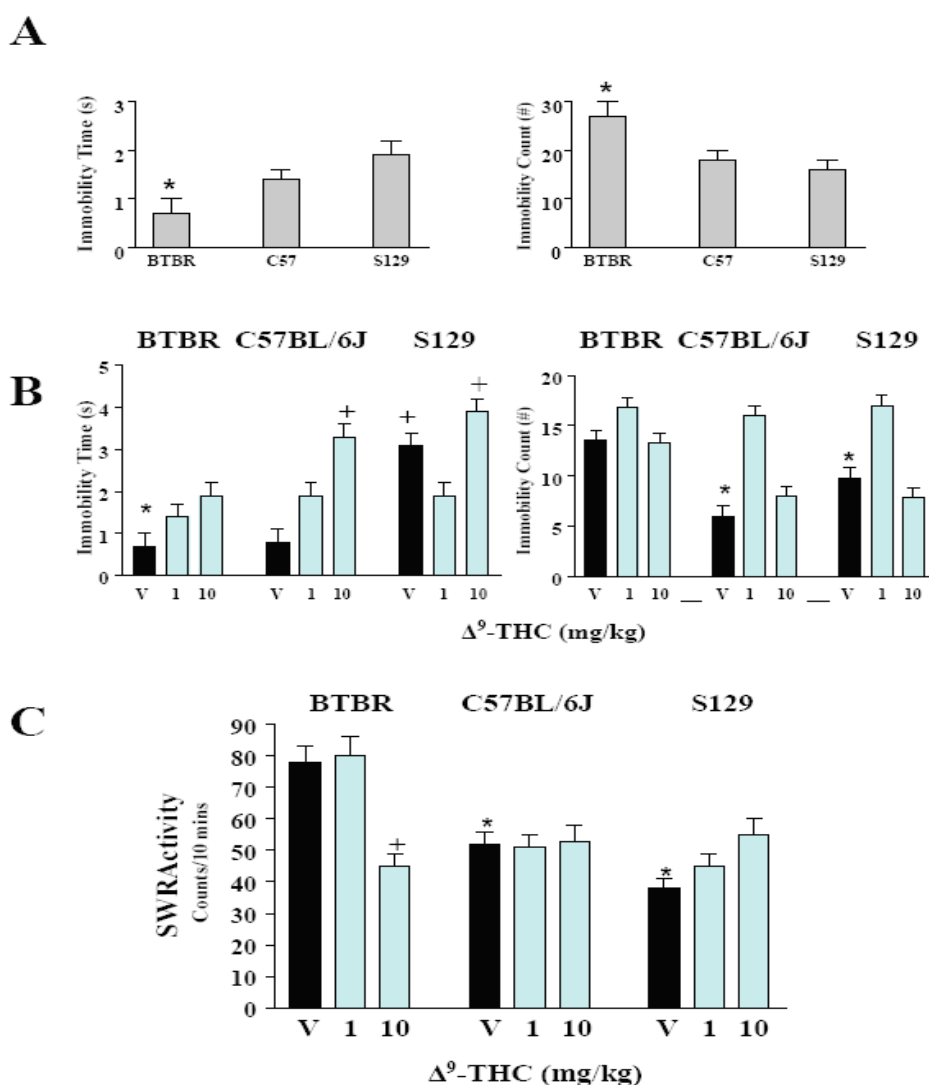 A
Immobility Time (s)
3
2
1
0
*
BTBR C57 S129
Immobility Count (#)
30
20
10
0
*
BTBR C57 S129
B
BTBR C57BL/6J S129
Immobility Time (s)
5
4
3
2
1
0
* + + +
V 1 10 V 1 10 V 1 10
BTBR C57BL/6J S129
Immobility Count (#)
20
15
10
5
0
* *
V 1 10 __ V 1 10 __ V 1 10
Δ9-THC (mg/kg)
C
BTBR C57BL/6J S129
SWRActivity
Counts/10 mins
90
80
70
60
50
40
30
20
10
0
+ * *
V 1 10 V 1 10 V 1 10
Δ9-THC (mg/kg)